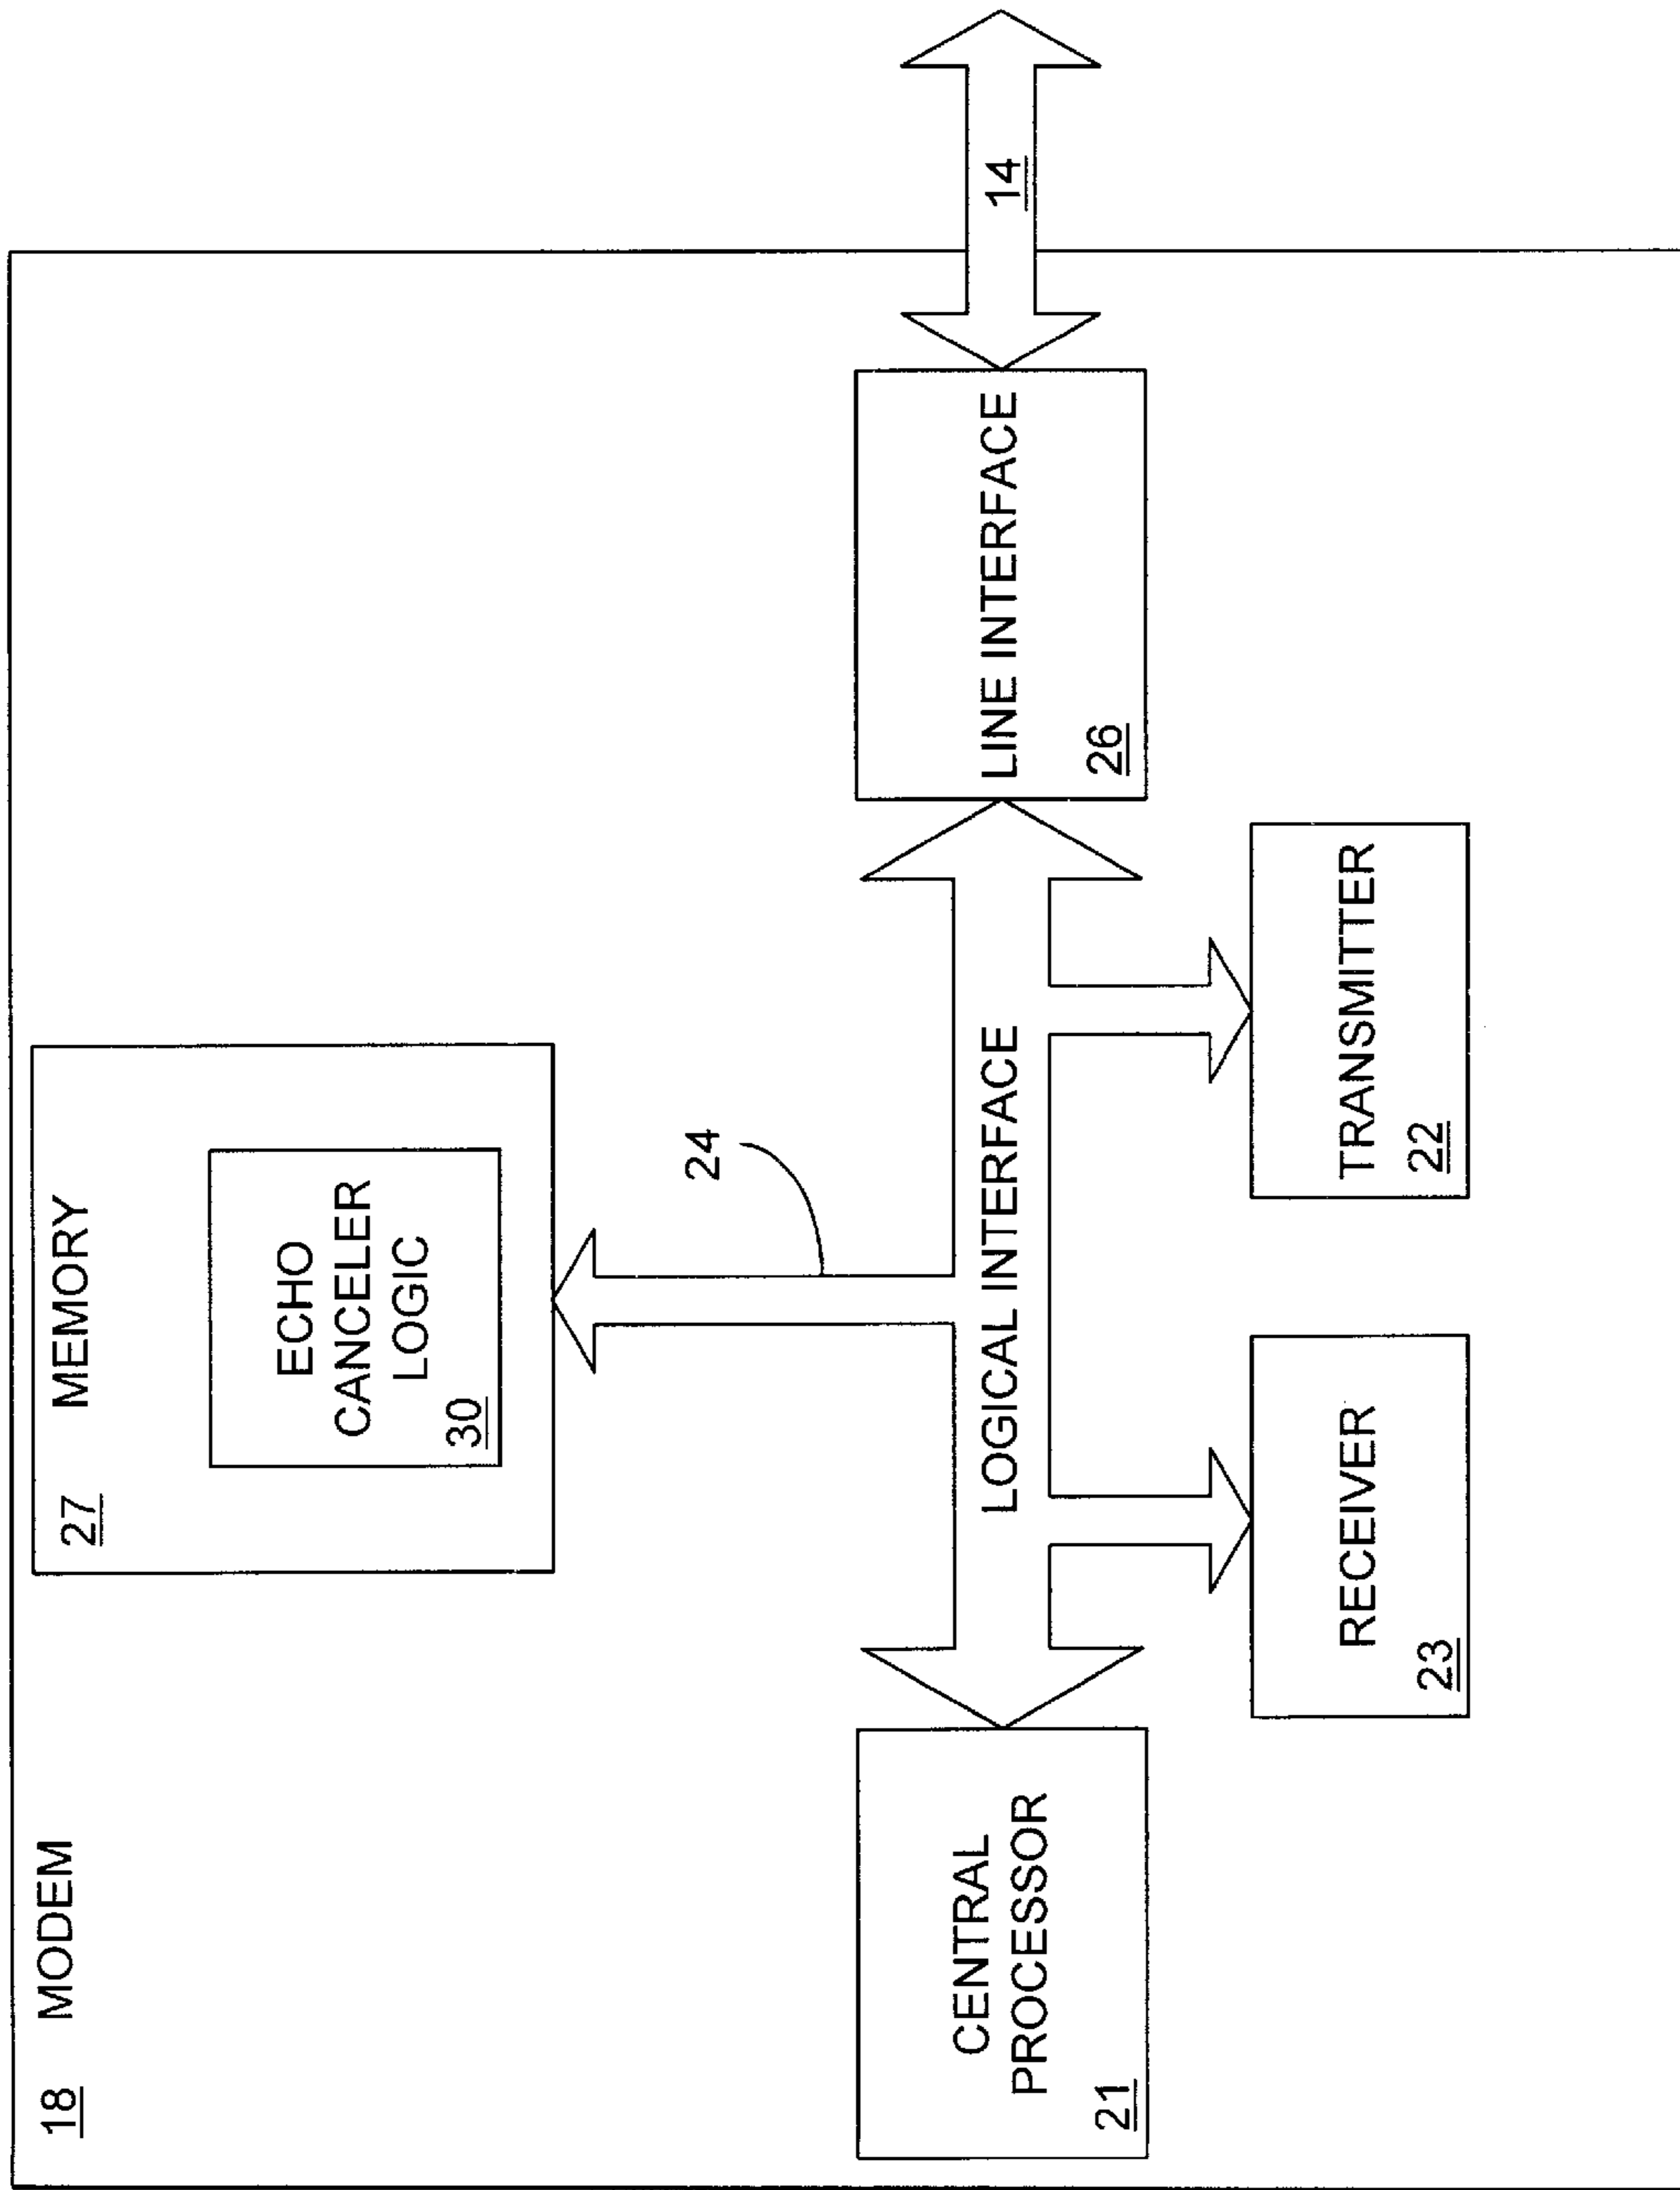 18 MODEM
27 MEMORY
ECHO
CANCELER
LOGIC
30
24
CENTRAL
PROCESSOR
21
LOGICAL INTERFACE
LINE INTERFACE
26
14
RECEIVER
23
TRANSMITTER
22